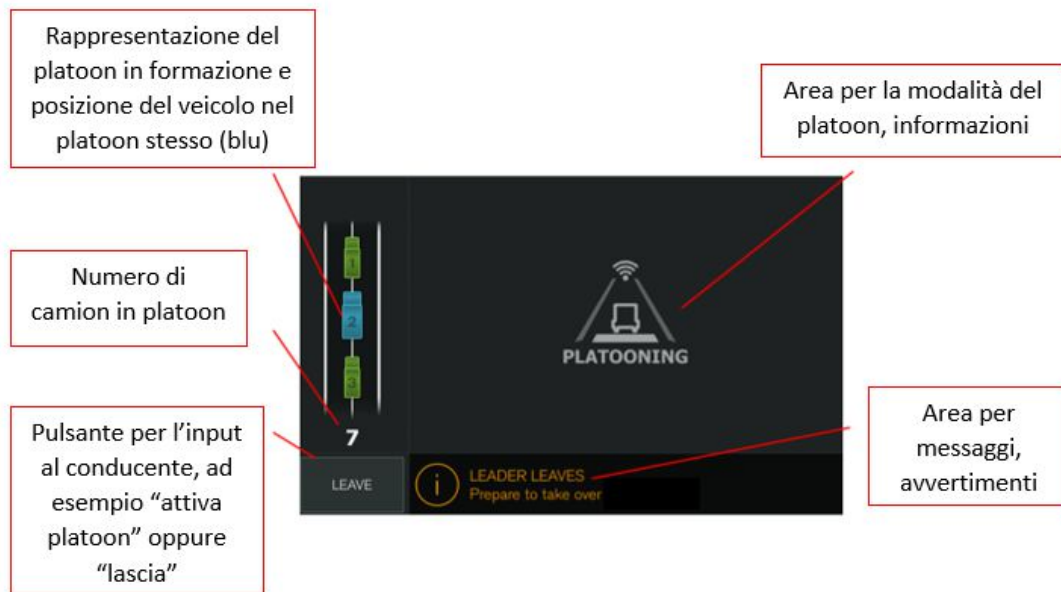 Rappresentazione del
platoon in formazione e
posizione del veicolo nel
platoon stesso (blu)
Area per la modalità del
platoon, informazioni
Numero di
camion in platoon
1
2
3
7
PLATOONING
Pulsante per l'input
al conducente, ad
esempio "attiva
platoon" oppure
"lascia"
LEAVE
i
LEADER LEAVES
Prepare to take over
Area per
messaggi,
avvertimenti